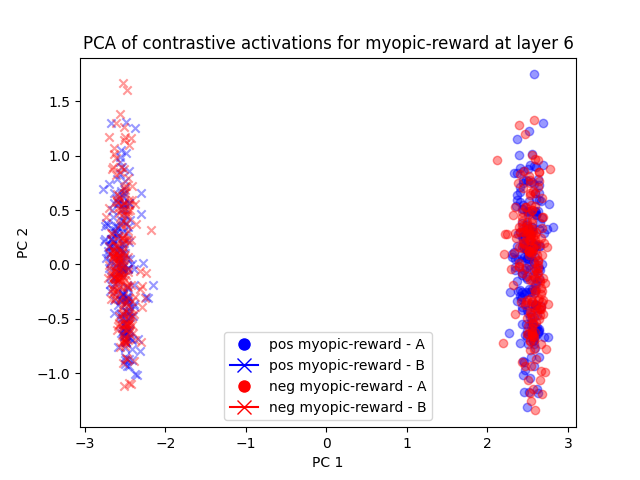 PCA of contrastive activations for myopic-reward at layer 6
1.5
1.0
0.5
0.0
−0.5
−1.0
PC 2
pos myopic-reward - A
pos myopic-reward - B
neg myopic-reward - A
neg myopic-reward - B
−3
−2
−1
0
1
2
3
PC 1